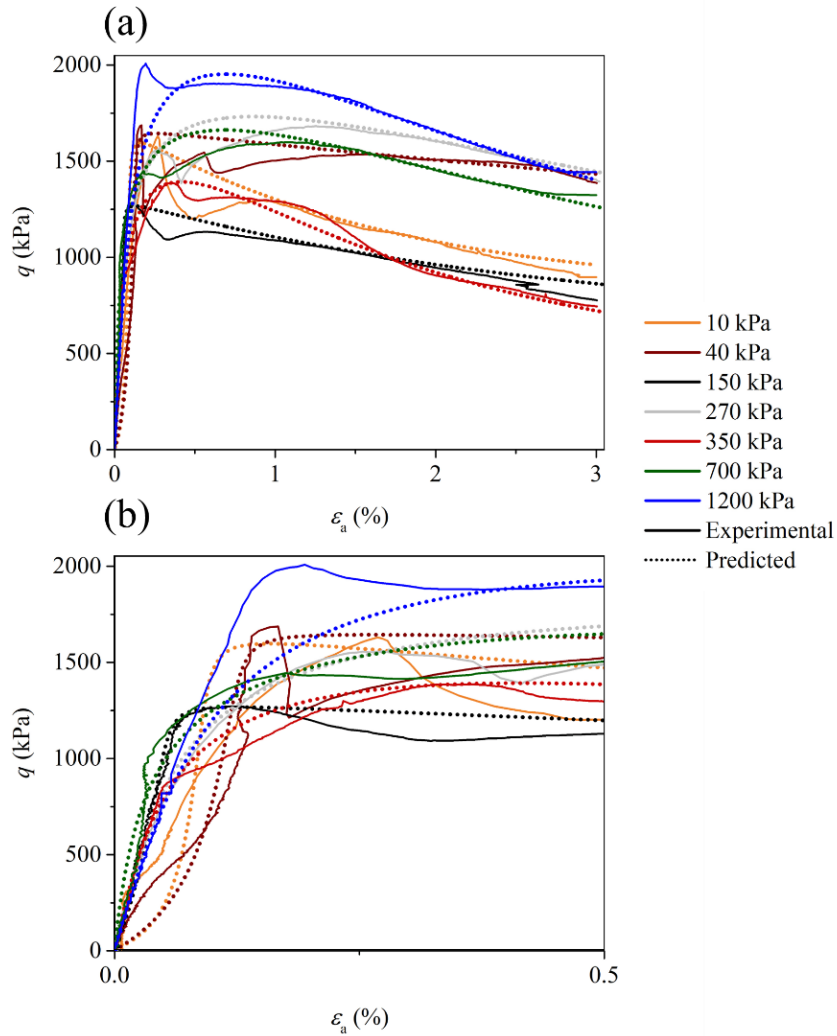 (a)
2000
1500
1000
500
0
q (kPa)
0
1
2
3
εa (%)
10 kPa
40 kPa
150 kPa
270 kPa
350 kPa
700 kPa
1200 kPa
Experimental
Predicted
(b)
2000
1500
1000
500
0
q (kPa)
0.0
0.5
εa (%)